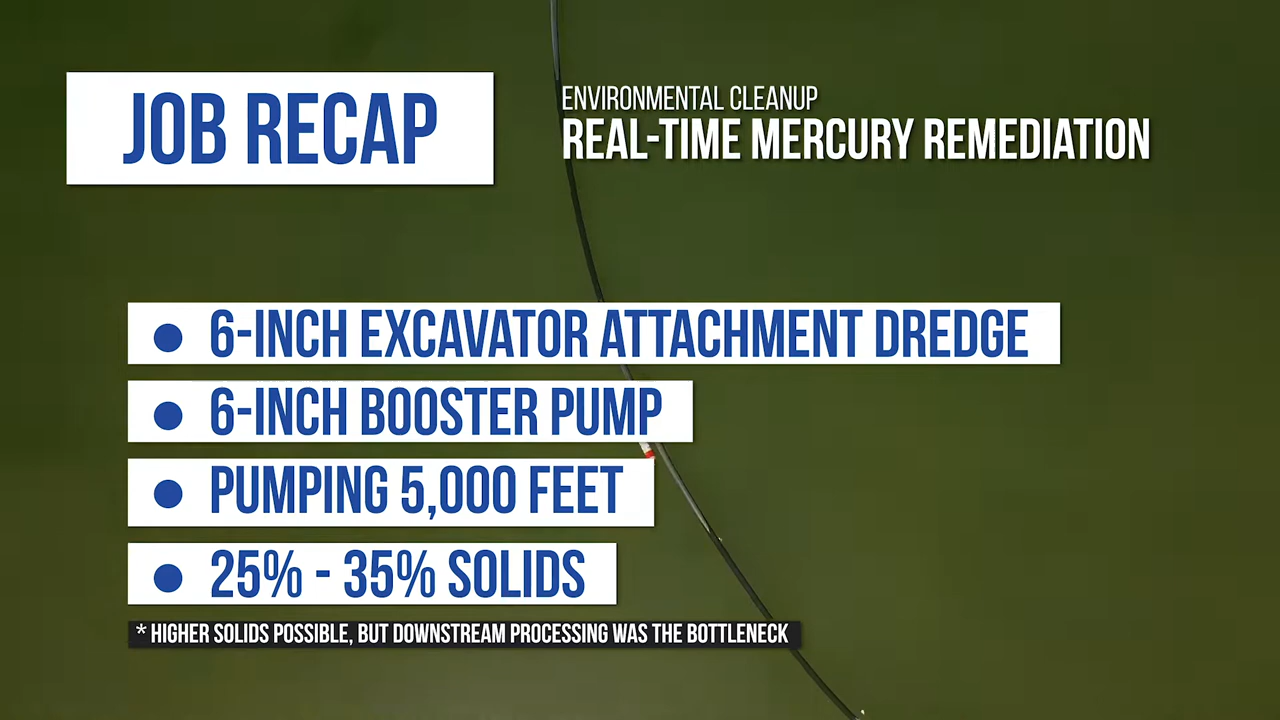 JOB RECAP
ENVIRONMENTAL CLEANUP
REAL-TIME MERCURY REMEDIATION
● 6-INCH EXCAVATOR ATTACHMENT DREDGE
● 6-INCH BOOSTER PUMP
● PUMPING 5,000 FEET
● 25% - 35% SOLIDS
* HIGHER SOLIDS POSSIBLE, BUT DOWNSTREAM PROCESSING WAS THE BOTTLENECK